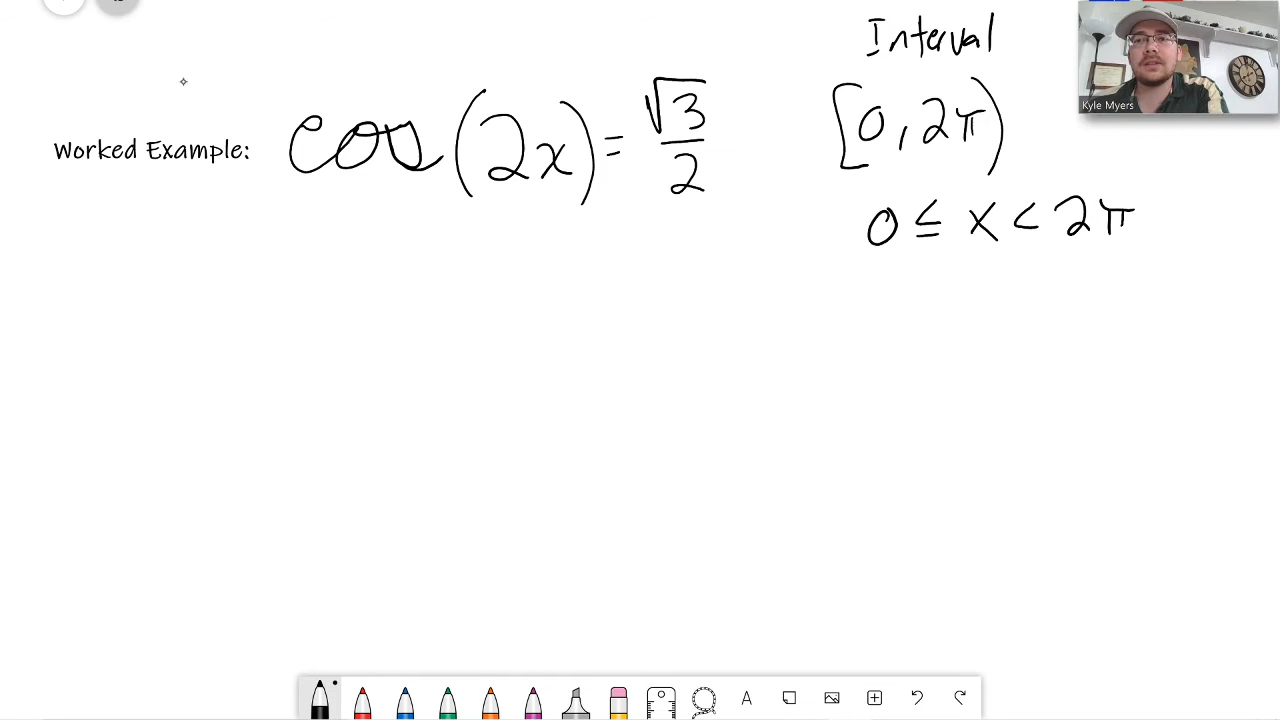 Interval
Worked Example: cos(2x) = √3/2 [0, 2π)
0 ≤ x < 2π
Kyle Myers
A